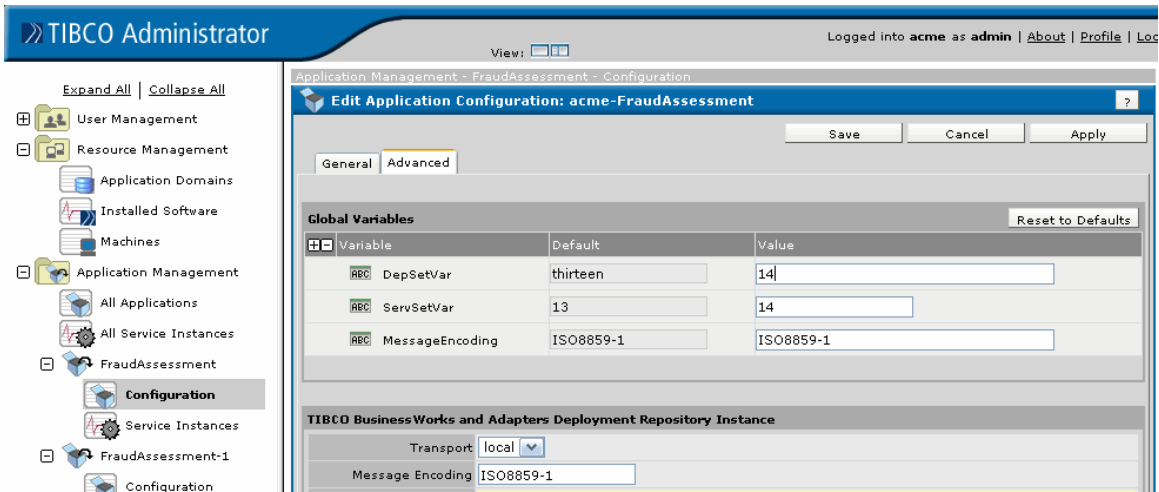 TIBCO Administrator
View:
Logged into acme as admin | About | Profile | Loc
Expand All | Collapse All
User Management
Resource Management
Application Domains
Installed Software
Machines
Application Management
All Applications
All Service Instances
FraudAssessment
Configuration
Service Instances
FraudAssessment-1
Configuration
Application Management - FraudAssessment - Configuration
Edit Application Configuration: acme-FraudAssessment ?
Save Cancel Apply
General Advanced
Global Variables Reset to Defaults
Variable Default Value
ABC DepSetVar thirteen 14
ABC ServSetVar 13 14
ABC MessageEncoding ISO8859-1 ISO8859-1
TIBCO BusinessWorks and Adapters Deployment Repository Instance
Transport local
Message Encoding ISO8859-1